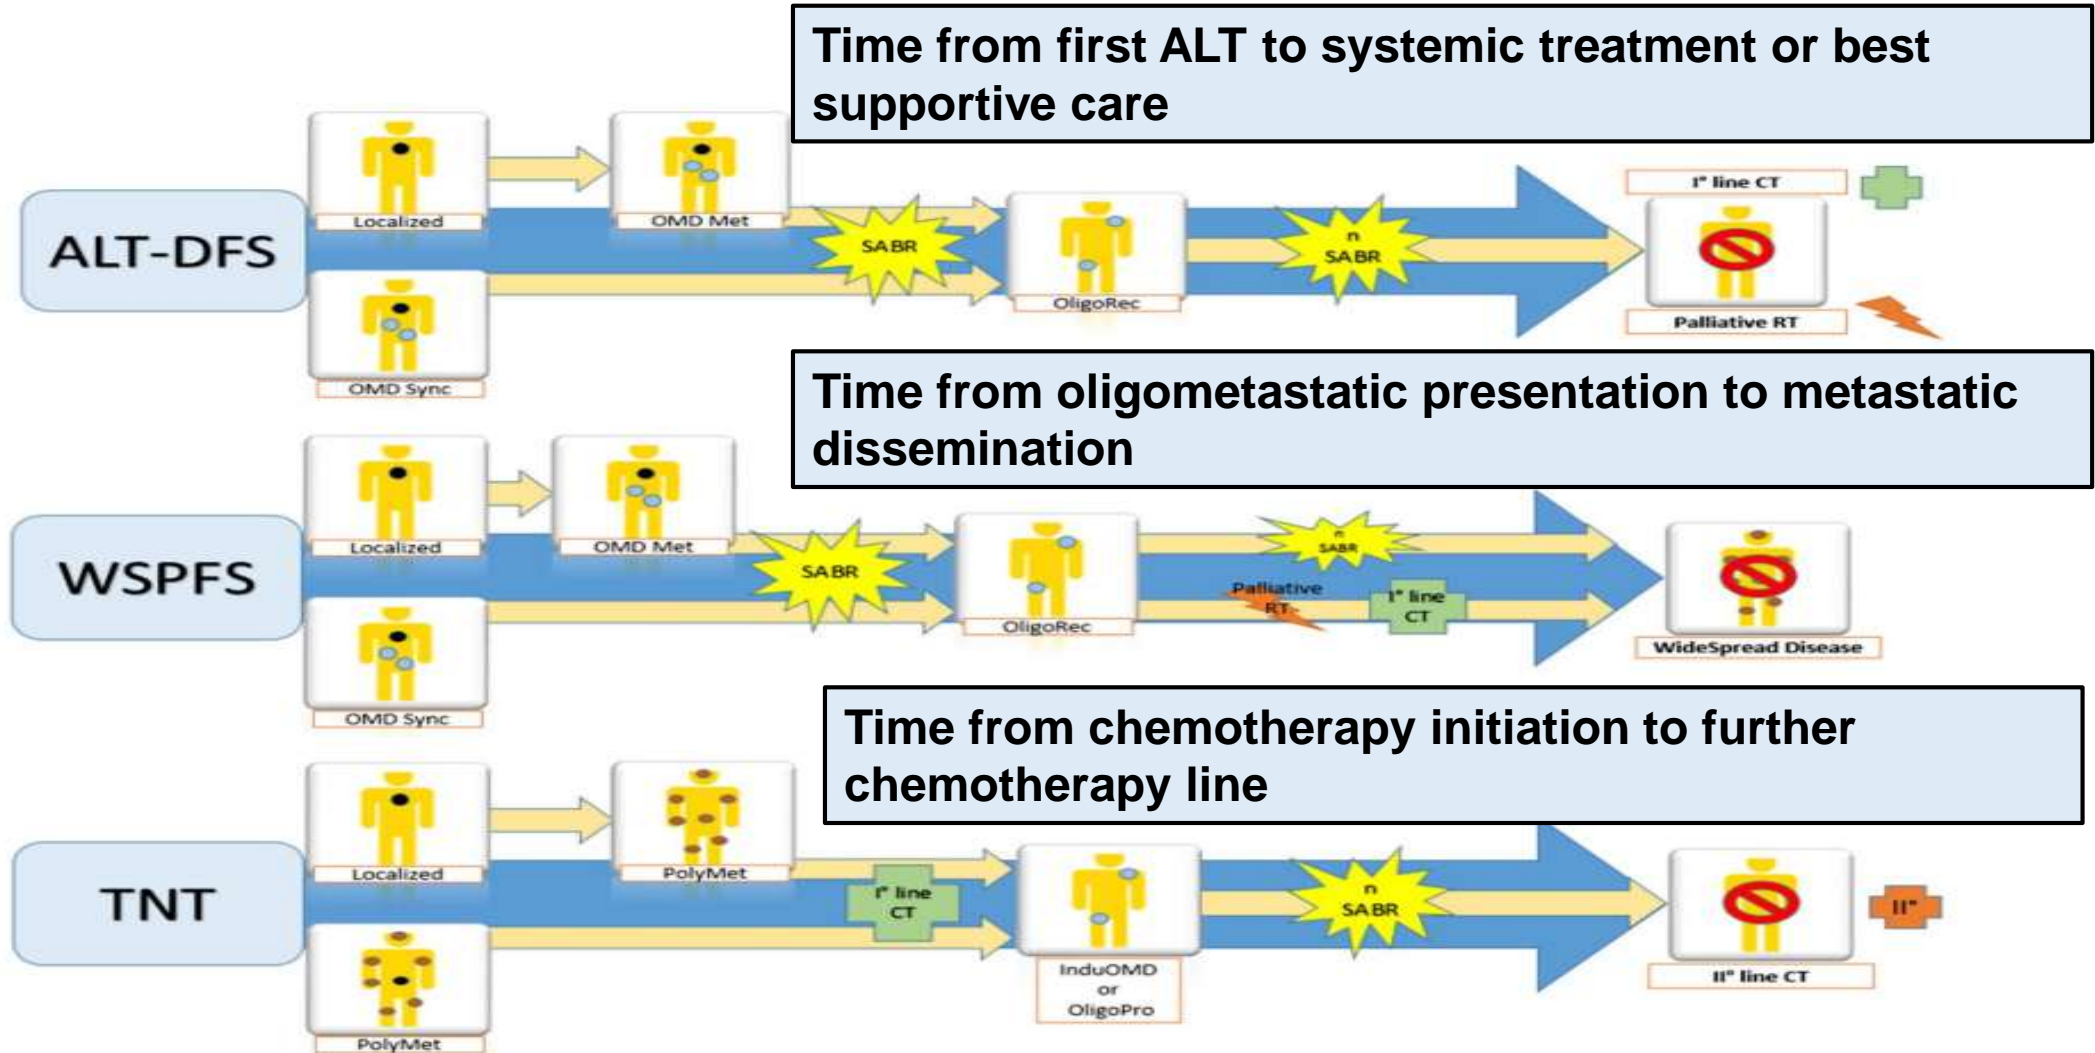 Time from first ALT to systemic treatment or best
supportive care
ALT-DFS
Localized
OMD Met
OMD Sync
SABR
OligoRec
n
SABR
I° line CT
Palliative RT
Time from oligometastatic presentation to metastatic
dissemination
WSPFS
Localized
OMD Met
OMD Sync
SABR
OligoRec
n
SABR
Palliative
RT
I° line
CT
WideSpread Disease
Time from chemotherapy initiation to further
chemotherapy line
TNT
Localized
PolyMet
PolyMet
I° line
CT
InduOMD
or
OligoPro
n
SABR
II° line CT
II°